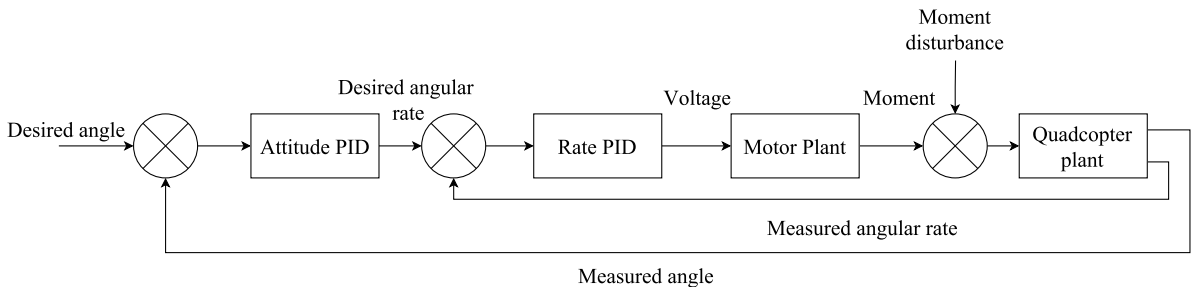 Moment
disturbance
Desired angular
rate
Voltage
Moment
Desired angle
Attitude PID
Rate PID
Motor Plant
Quadcopter
plant
Measured angular rate
Measured angle